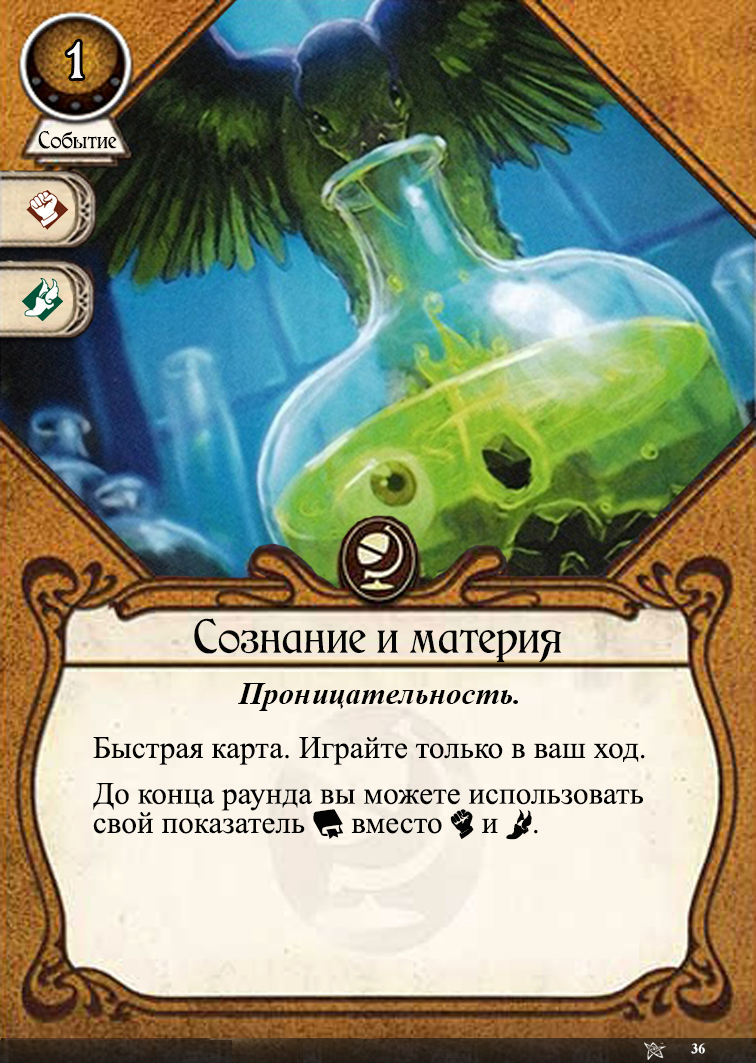 1
Событие
Сознание и материя
Проницательность.
Быстрая карта. Играйте только в ваш ход.
До конца раунда вы можете использовать
свой показатель вместо и .
36